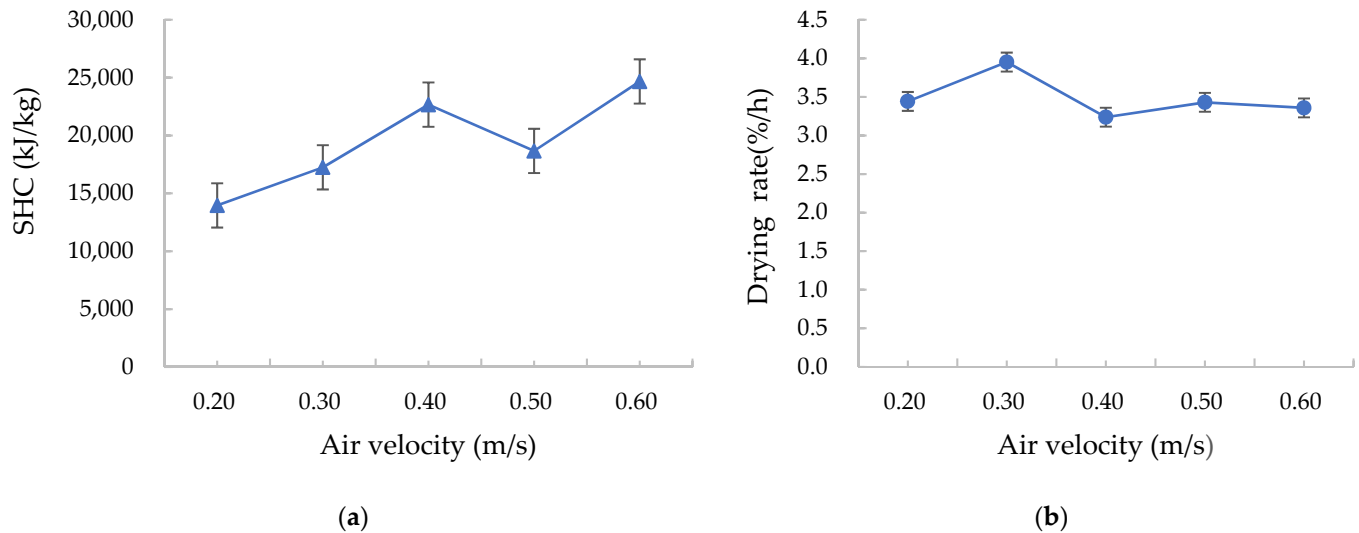 SHC (kJ/kg)
30,000
25,000
20,000
15,000
10,000
5,000
0
0.20 0.30 0.40 0.50 0.60
Air velocity (m/s)
(a)
Drying rate(%/h)
4.5
4.0
3.5
3.0
2.5
2.0
1.5
1.0
0.5
0.0
0.20 0.30 0.40 0.50 0.60
Air velocity (m/s)
(b)